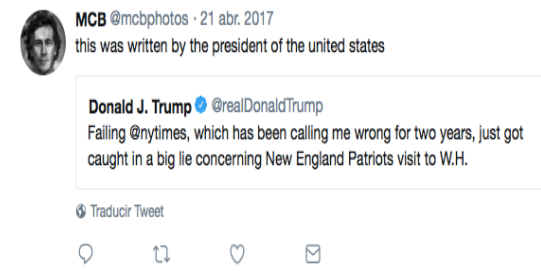 MCB @mcbphotos · 21 abr. 2017
this was written by the president of the united states
Donald J. Trump @realDonaldTrump
Failing @nytimes, which has been calling me wrong for two years, just got
caught in a big lie concerning New England Patriots visit to W.H.
Traducir Tweet